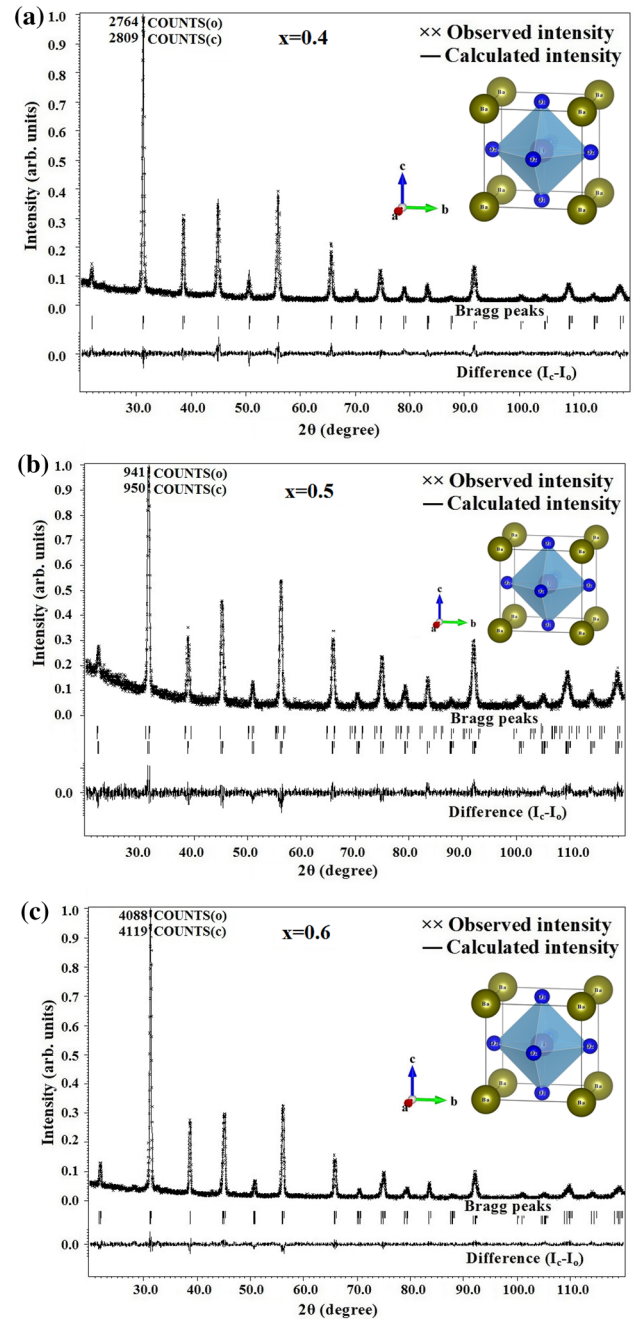 (a)
2764 COUNTS(o)
2809 COUNTS(c)
x=0.4
×× Observed intensity
— Calculated intensity
Ba
c
b
a
Intensity (arb. units)
1.0
0.9
0.8
0.7
0.6
0.5
0.4
0.3
0.2
0.1
0.0
0.0
Bragg peaks
Difference (Ic-Io)
30.0 40.0 50.0 60.0 70.0 80.0 90.0 100.0 110.0
2θ (degree)
(b)
941 COUNTS(o)
950 COUNTS(c)
x=0.5
×× Observed intensity
— Calculated intensity
Ba
c
b
a
Intensity (arb. units)
1.0
0.9
0.8
0.7
0.6
0.5
0.4
0.3
0.2
0.1
0.0
0.0
Bragg peaks
Difference (Ic-Io)
30.0 40.0 50.0 60.0 70.0 80.0 90.0 100.0 110.0
2θ (degree)
(c)
4088 COUNTS(o)
4119 COUNTS(c)
x=0.6
×× Observed intensity
— Calculated intensity
Ba
c
b
a
Intensity (arb. units)
1.0
0.9
0.8
0.7
0.6
0.5
0.4
0.3
0.2
0.1
0.0
0.0
Bragg peaks
Difference (Ic-Io)
30.0 40.0 50.0 60.0 70.0 80.0 90.0 100.0 110.0
2θ (degree)